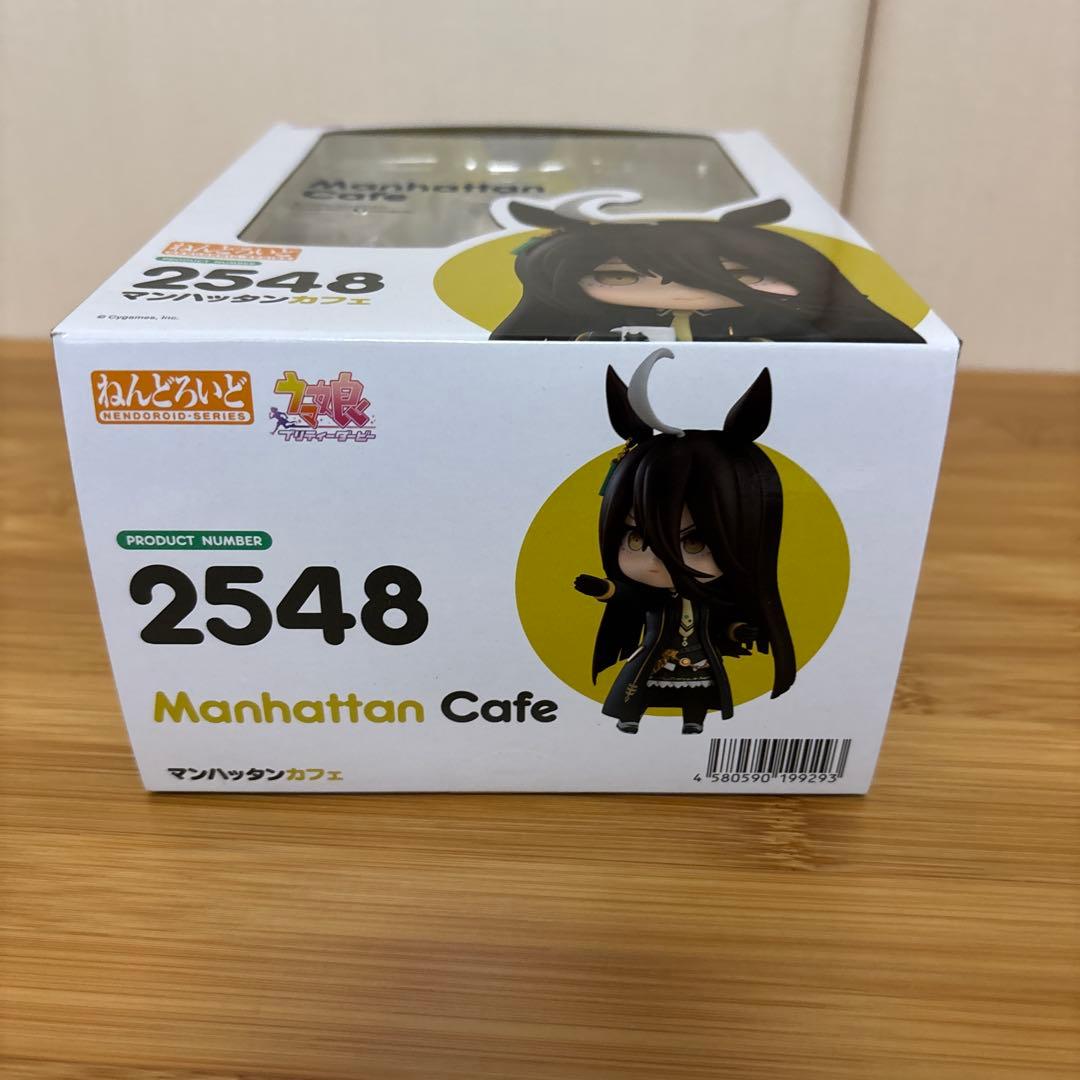 Manhattan
Cafe
ねんどろいど
PRODUCT NUMBER
2548
マンハッタンカフェ
© Cygames, Inc.
ねんどろいど
NENDOROID・SERIES
ウマ娘
プリティーダービー
PRODUCT NUMBER
2548
Manhattan Cafe
マンハッタンカフェ
4 580590 199293